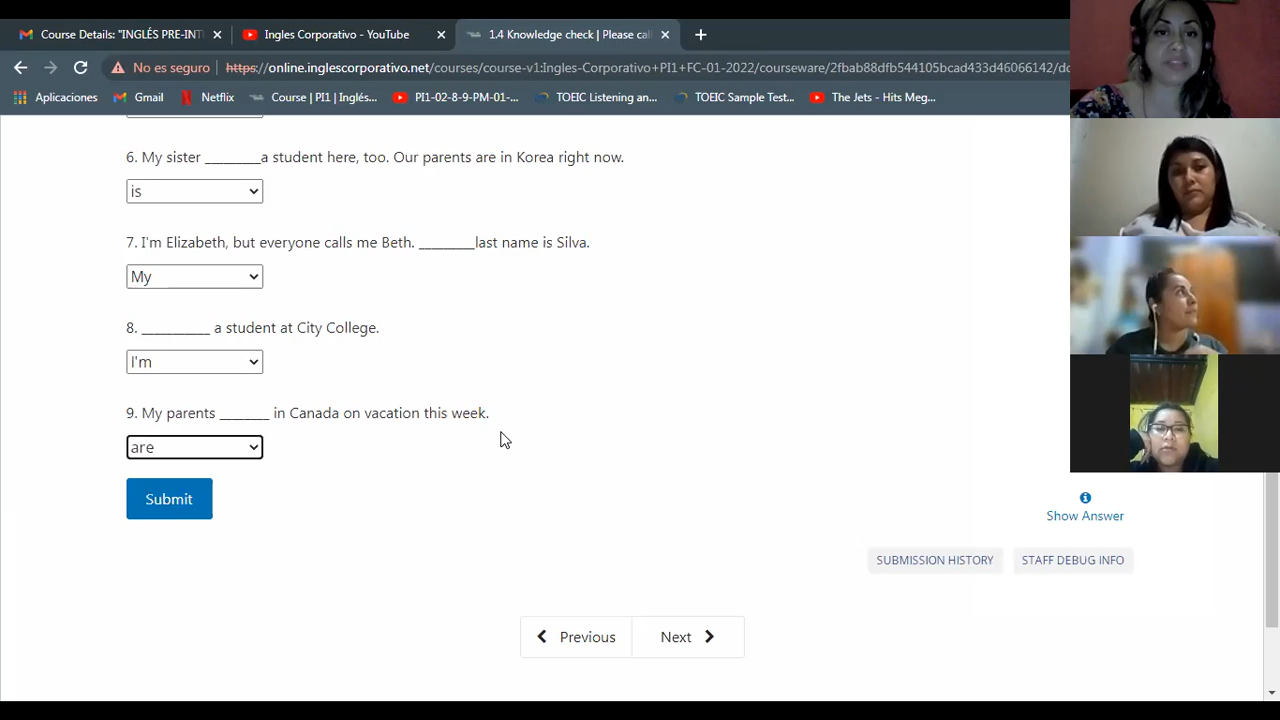 Course Details: "INGLÉS PRE-INT
Ingles Corporativo - YouTube
1.4 Knowledge check | Please cal
No es seguro
https://online.inglescorporativo.net/courses/course-v1:Ingles-Corporativo+PI1+FC-01-2022/courseware/2fbab88dfb544105bcad433d46066142/dc
Aplicaciones
Gmail
Netflix
Course | PI1 | Inglés...
PI1-02-8-9-PM-01-...
TOEIC Listening an...
TOEIC Sample Test...
The Jets - Hits Meg...
6. My sister _________a student here, too. Our parents are in Korea right now.
is
7. I'm Elizabeth, but everyone calls me Beth. _________last name is Silva.
My
8. ___________ a student at City College.
I'm
9. My parents ________ in Canada on vacation this week.
are
Submit
Show Answer
SUBMISSION HISTORY
STAFF DEBUG INFO
Previous
Next